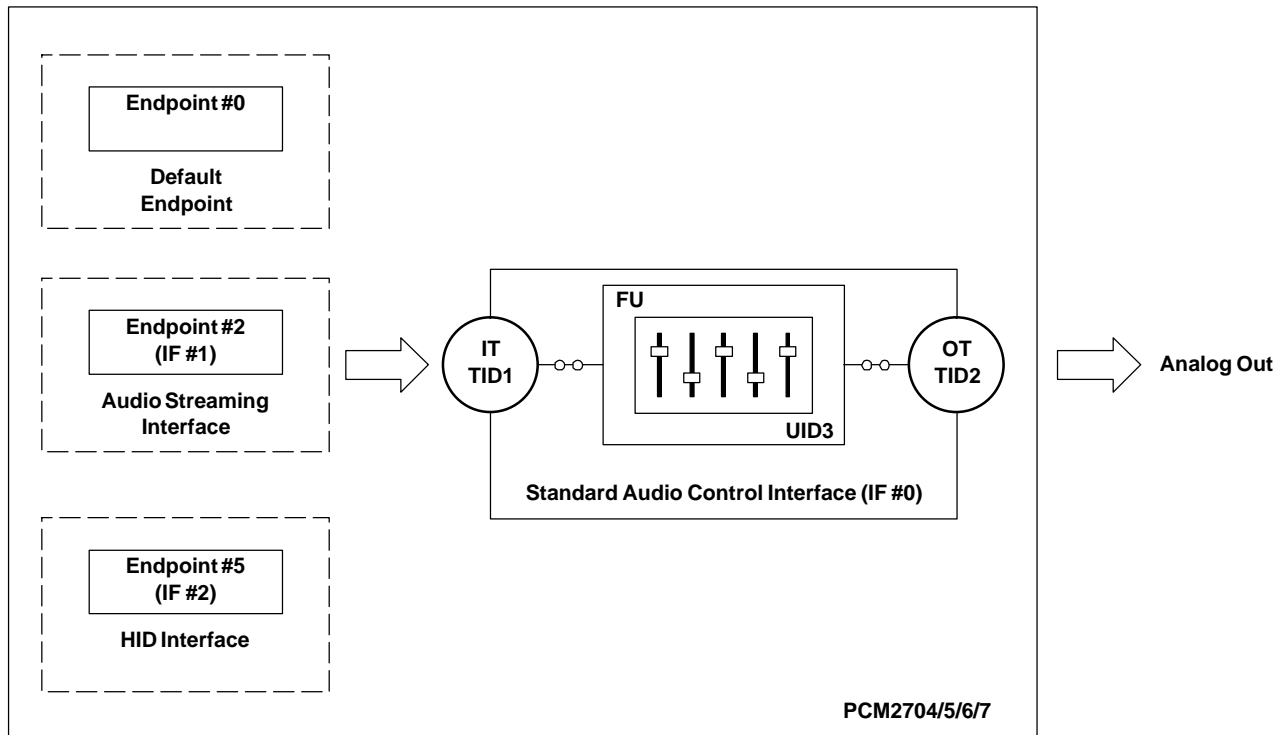 Endpoint #0
Default
Endpoint
Endpoint #2
(IF #1)
Audio Streaming
Interface
Endpoint #5
(IF #2)
HID Interface
IT
TID1
FU
UID3
OT
TID2
Standard Audio Control Interface (IF #0)
Analog Out
PCM2704/5/6/7